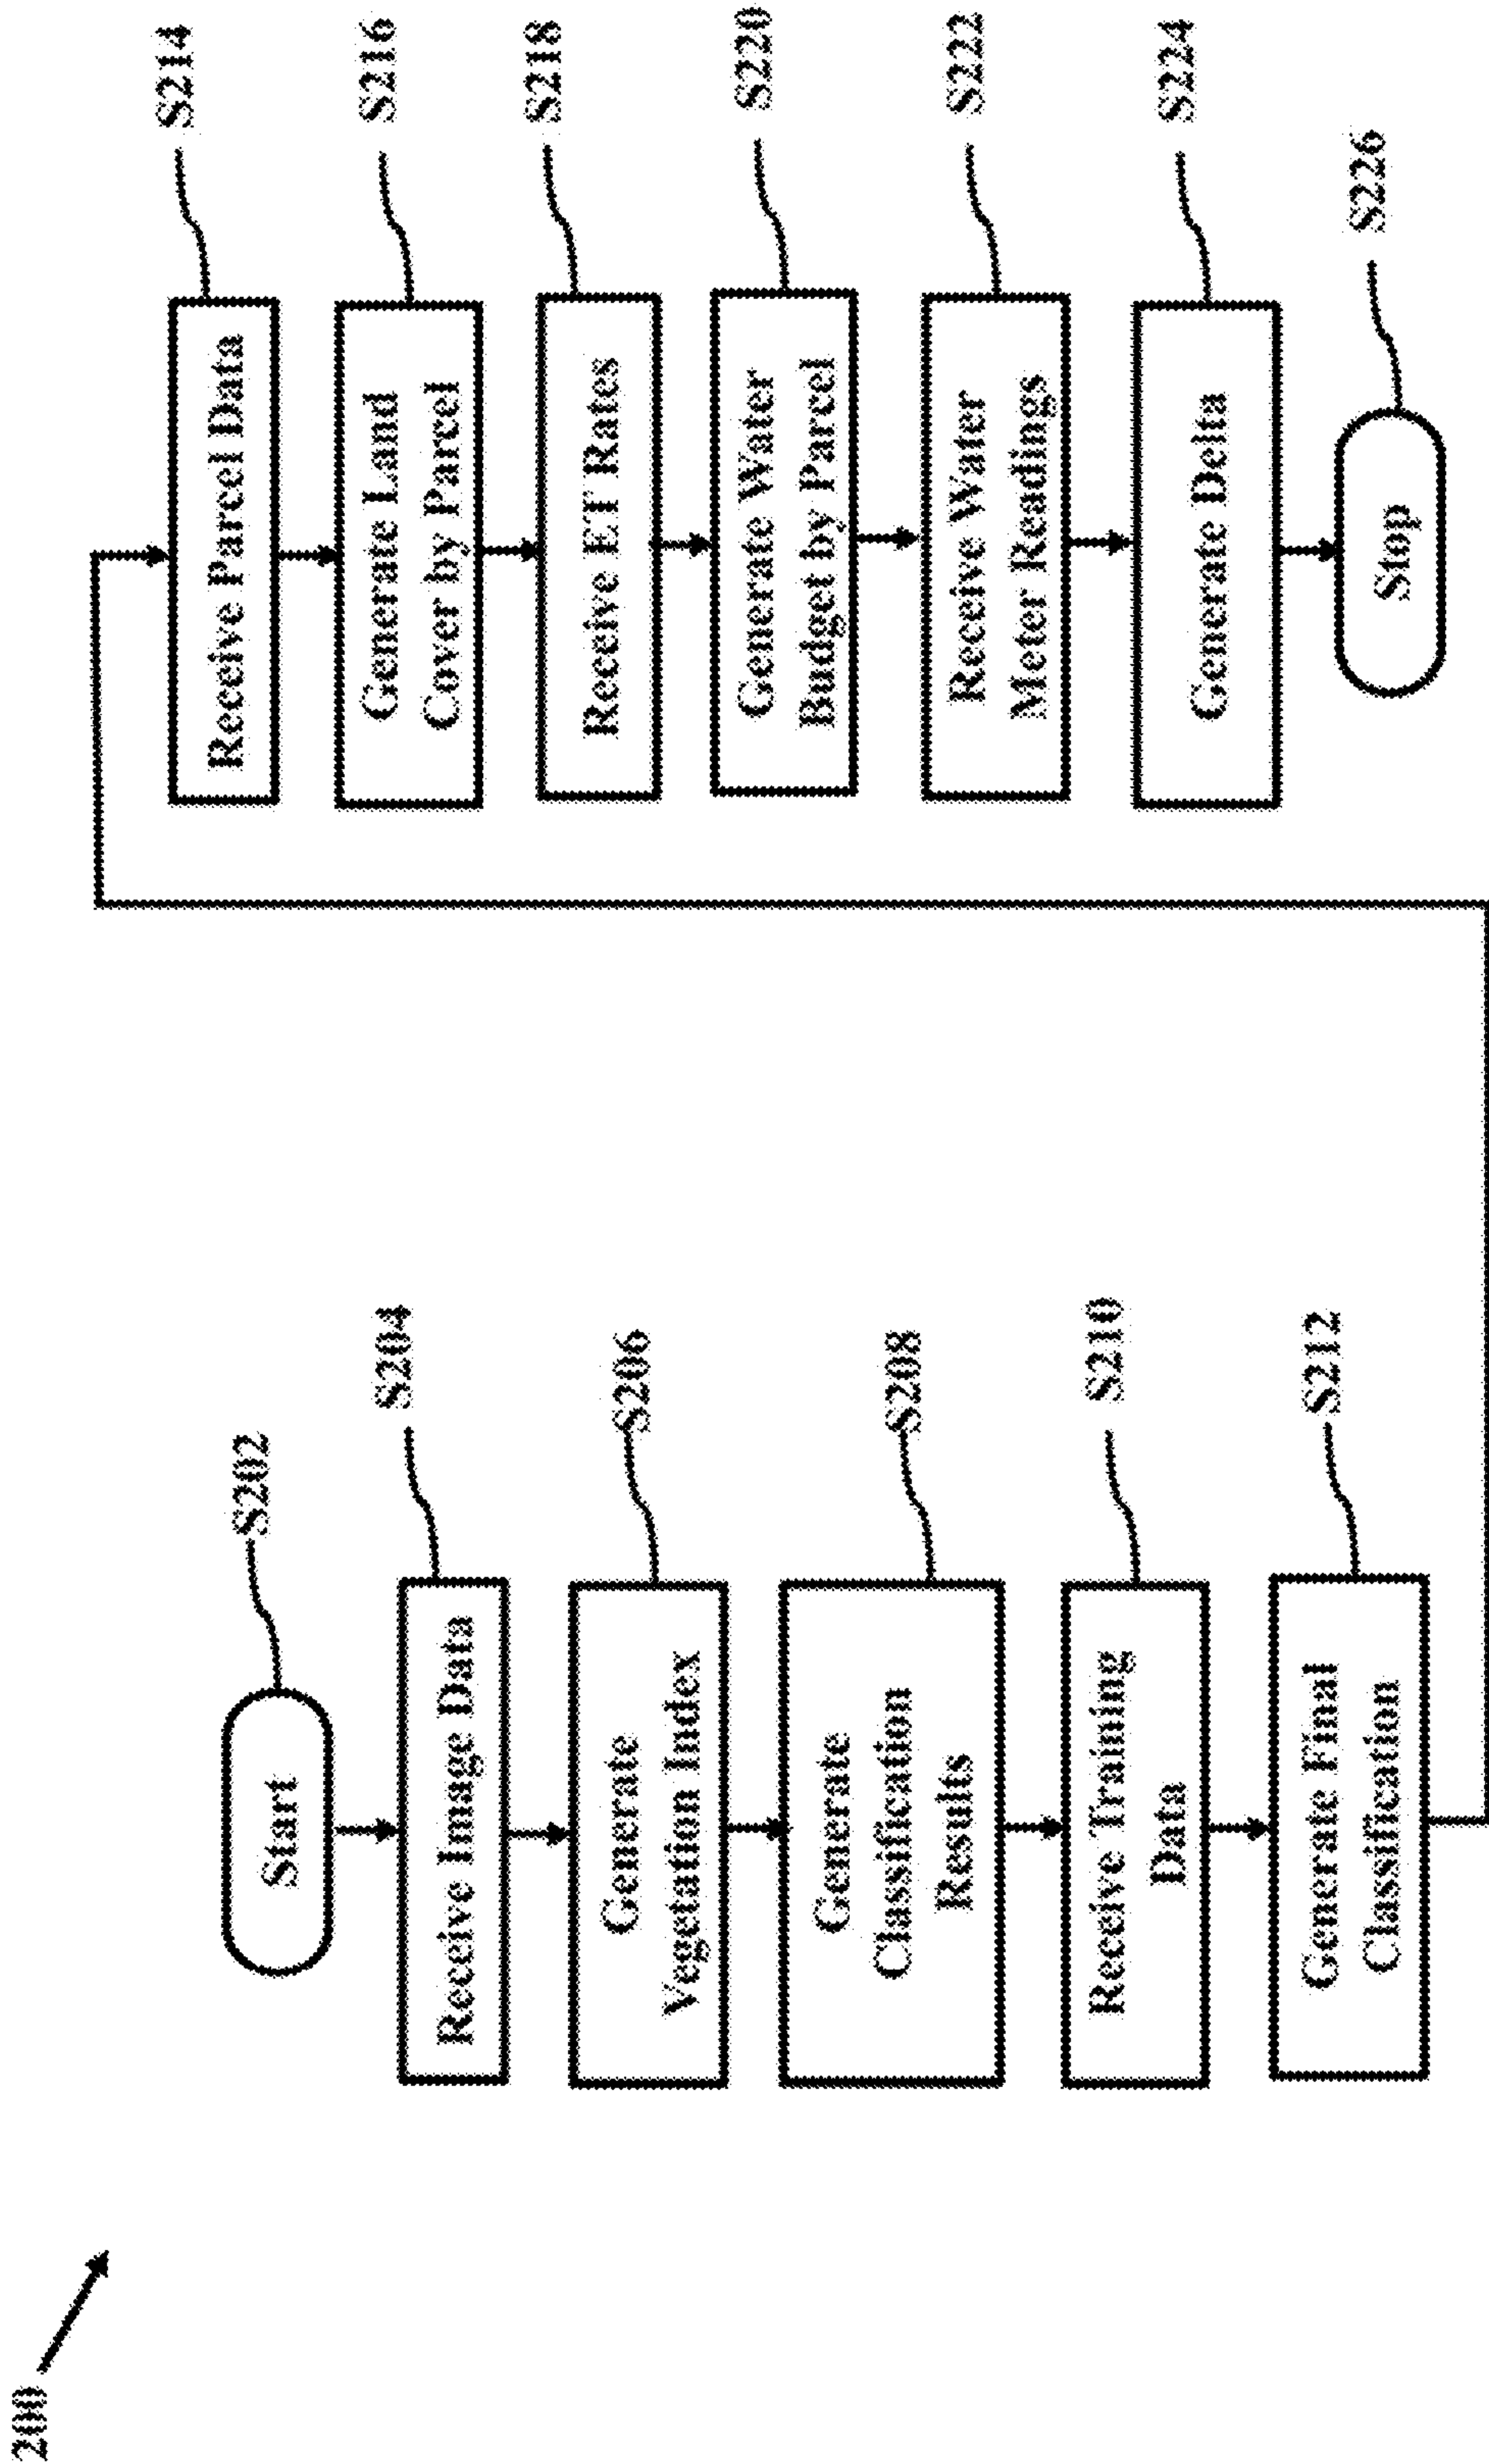 200
Start
S202
Receive Image Data
S204
Generate
Vegetation Index
S206
Generate
Classification
Results
S208
Receive Training
Data
S210
Generate Final
Classification
S212
Receive Parcel Data
S214
Generate Land
Cover by Parcel
S216
Receive ET Rates
S218
Generate Water
Budget by Parcel
S220
Receive Water
Meter Readings
S222
Generate Delta
S224
Stop
S226